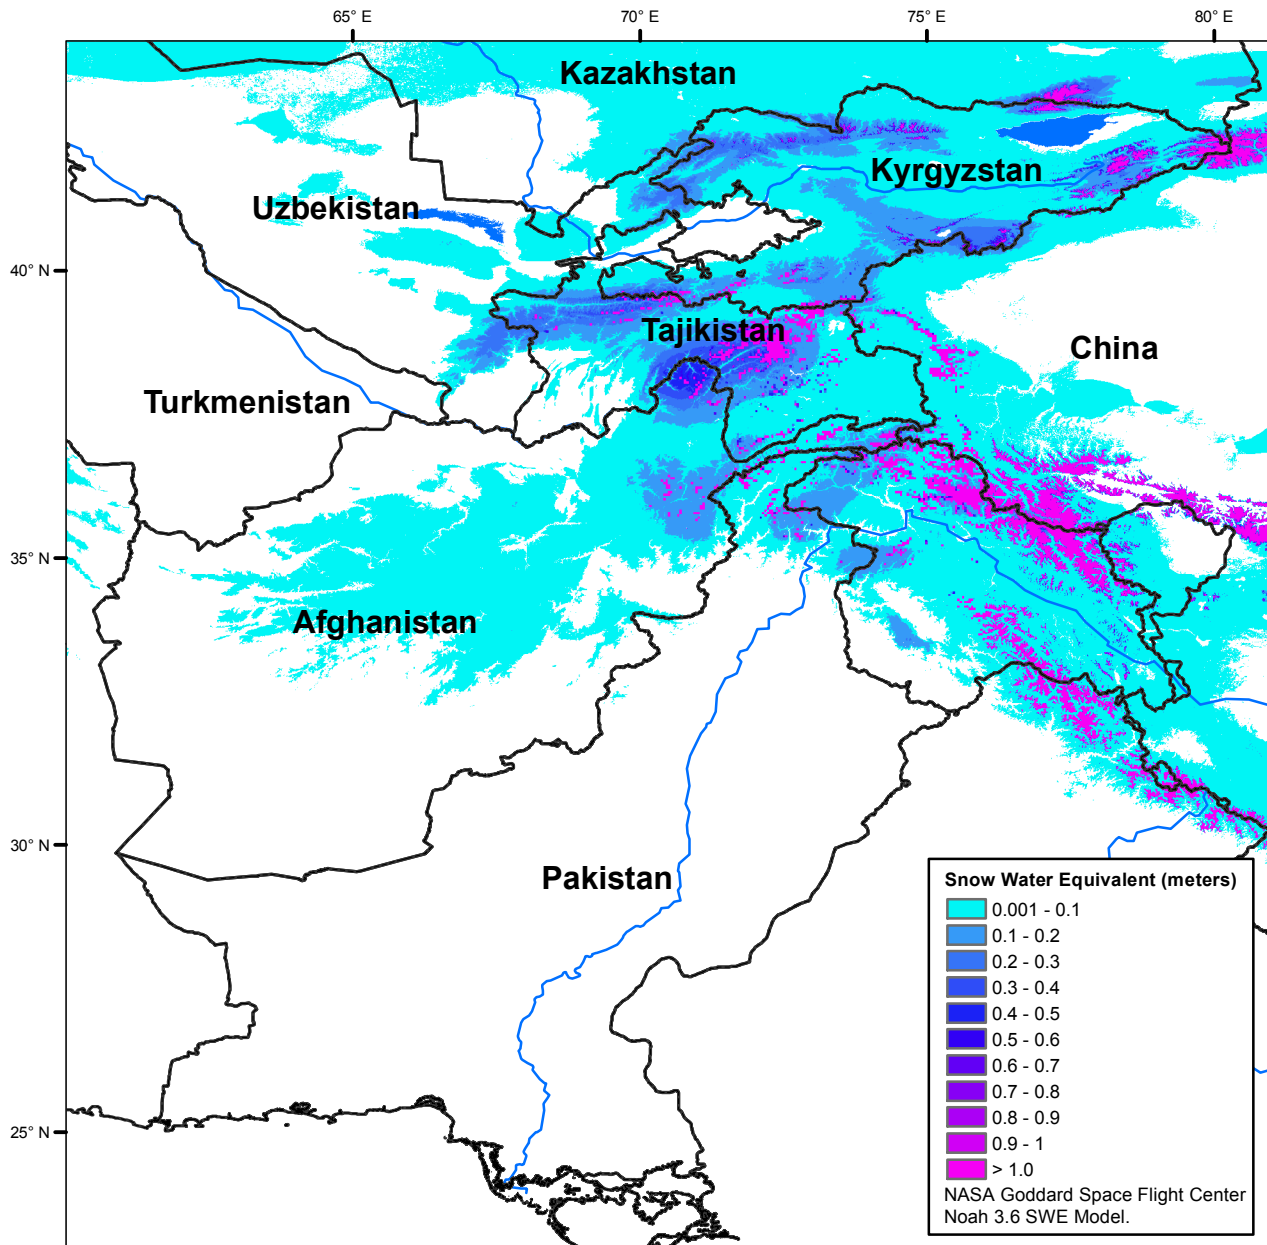 65° E
70° E
75° E
80° E
Kazakhstan
Kyrgyzstan
Uzbekistan
40° N
Tajikistan
China
Turkmenistan
35° N
Afghanistan
30° N
Pakistan
25° N
Snow Water Equivalent (meters)
0.001 - 0.1
0.1 - 0.2
0.2 - 0.3
0.3 - 0.4
0.4 - 0.5
0.5 - 0.6
0.6 - 0.7
0.7 - 0.8
0.8 - 0.9
0.9 - 1
> 1.0
NASA Goddard Space Flight Center
Noah 3.6 SWE Model.